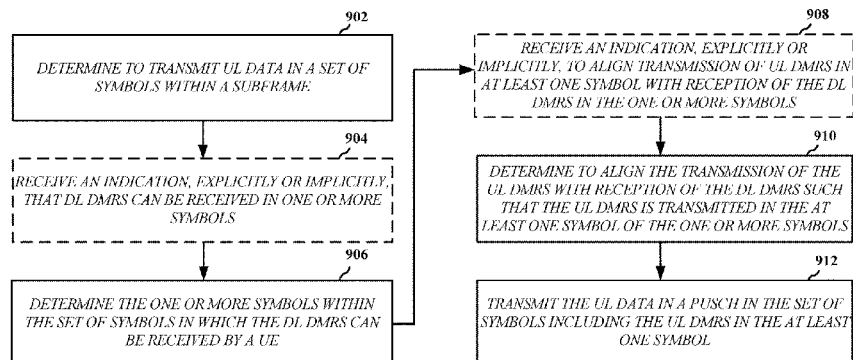 902
DETERMINE TO TRANSMIT UL DATA IN A SET OF
SYMBOLS WITHIN A SUBFRAME
904
RECEIVE AN INDICATION, EXPLICITLY OR IMPLICITLY,
THAT DL DMRS CAN BE RECEIVED IN ONE OR MORE
SYMBOLS
906
DETERMINE THE ONE OR MORE SYMBOLS WITHIN
THE SET OF SYMBOLS IN WHICH THE DL DMRS CAN
BE RECEIVED BY A UE
908
RECEIVE AN INDICATION, EXPLICITLY OR
IMPLICITLY, TO ALIGN TRANSMISSION OF UL DMRS IN
AT LEAST ONE SYMBOL WITH RECEPTION OF THE DL
DMRS IN THE ONE OR MORE SYMBOLS
910
DETERMINE TO ALIGN THE TRANSMISSION OF THE
UL DMRS WITH RECEPTION OF THE DL DMRS SUCH
THAT THE UL DMRS IS TRANSMITTED IN THE AT
LEAST ONE SYMBOL OF THE ONE OR MORE SYMBOLS
912
TRANSMIT THE UL DATA IN A PUSCH IN THE SET OF
SYMBOLS INCLUDING THE UL DMRS IN THE AT LEAST
ONE SYMBOL